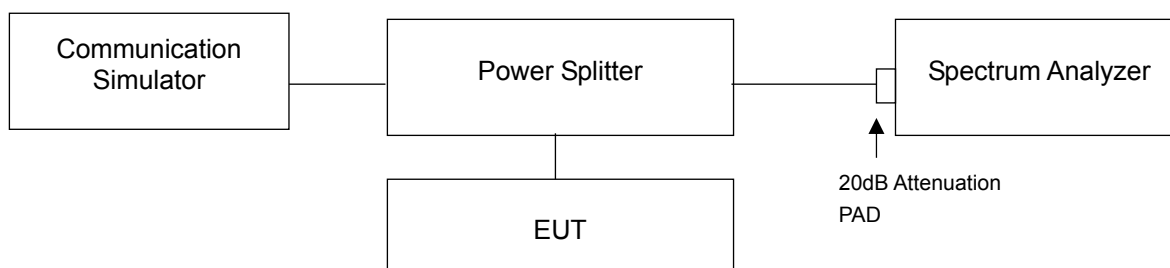 Communication
Simulator
Power Splitter
Spectrum Analyzer
20dB Attenuation
PAD
EUT